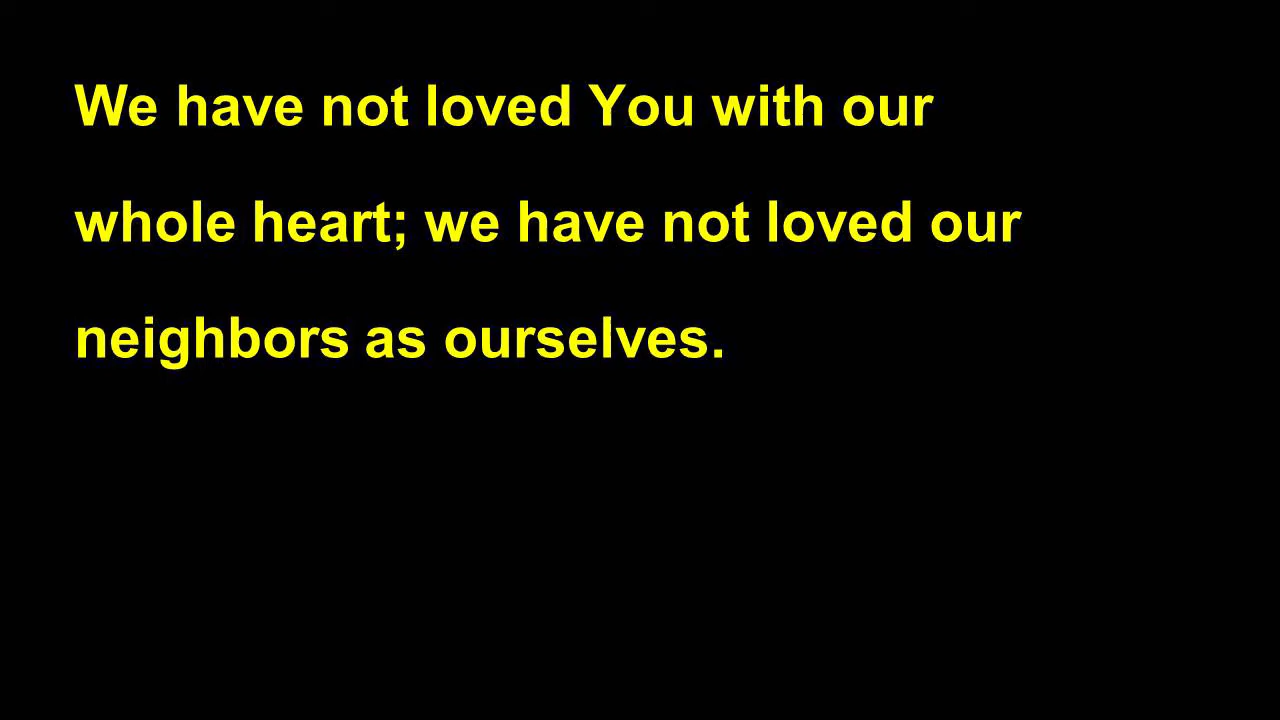 We have not loved You with our
whole heart; we have not loved our
neighbors as ourselves.